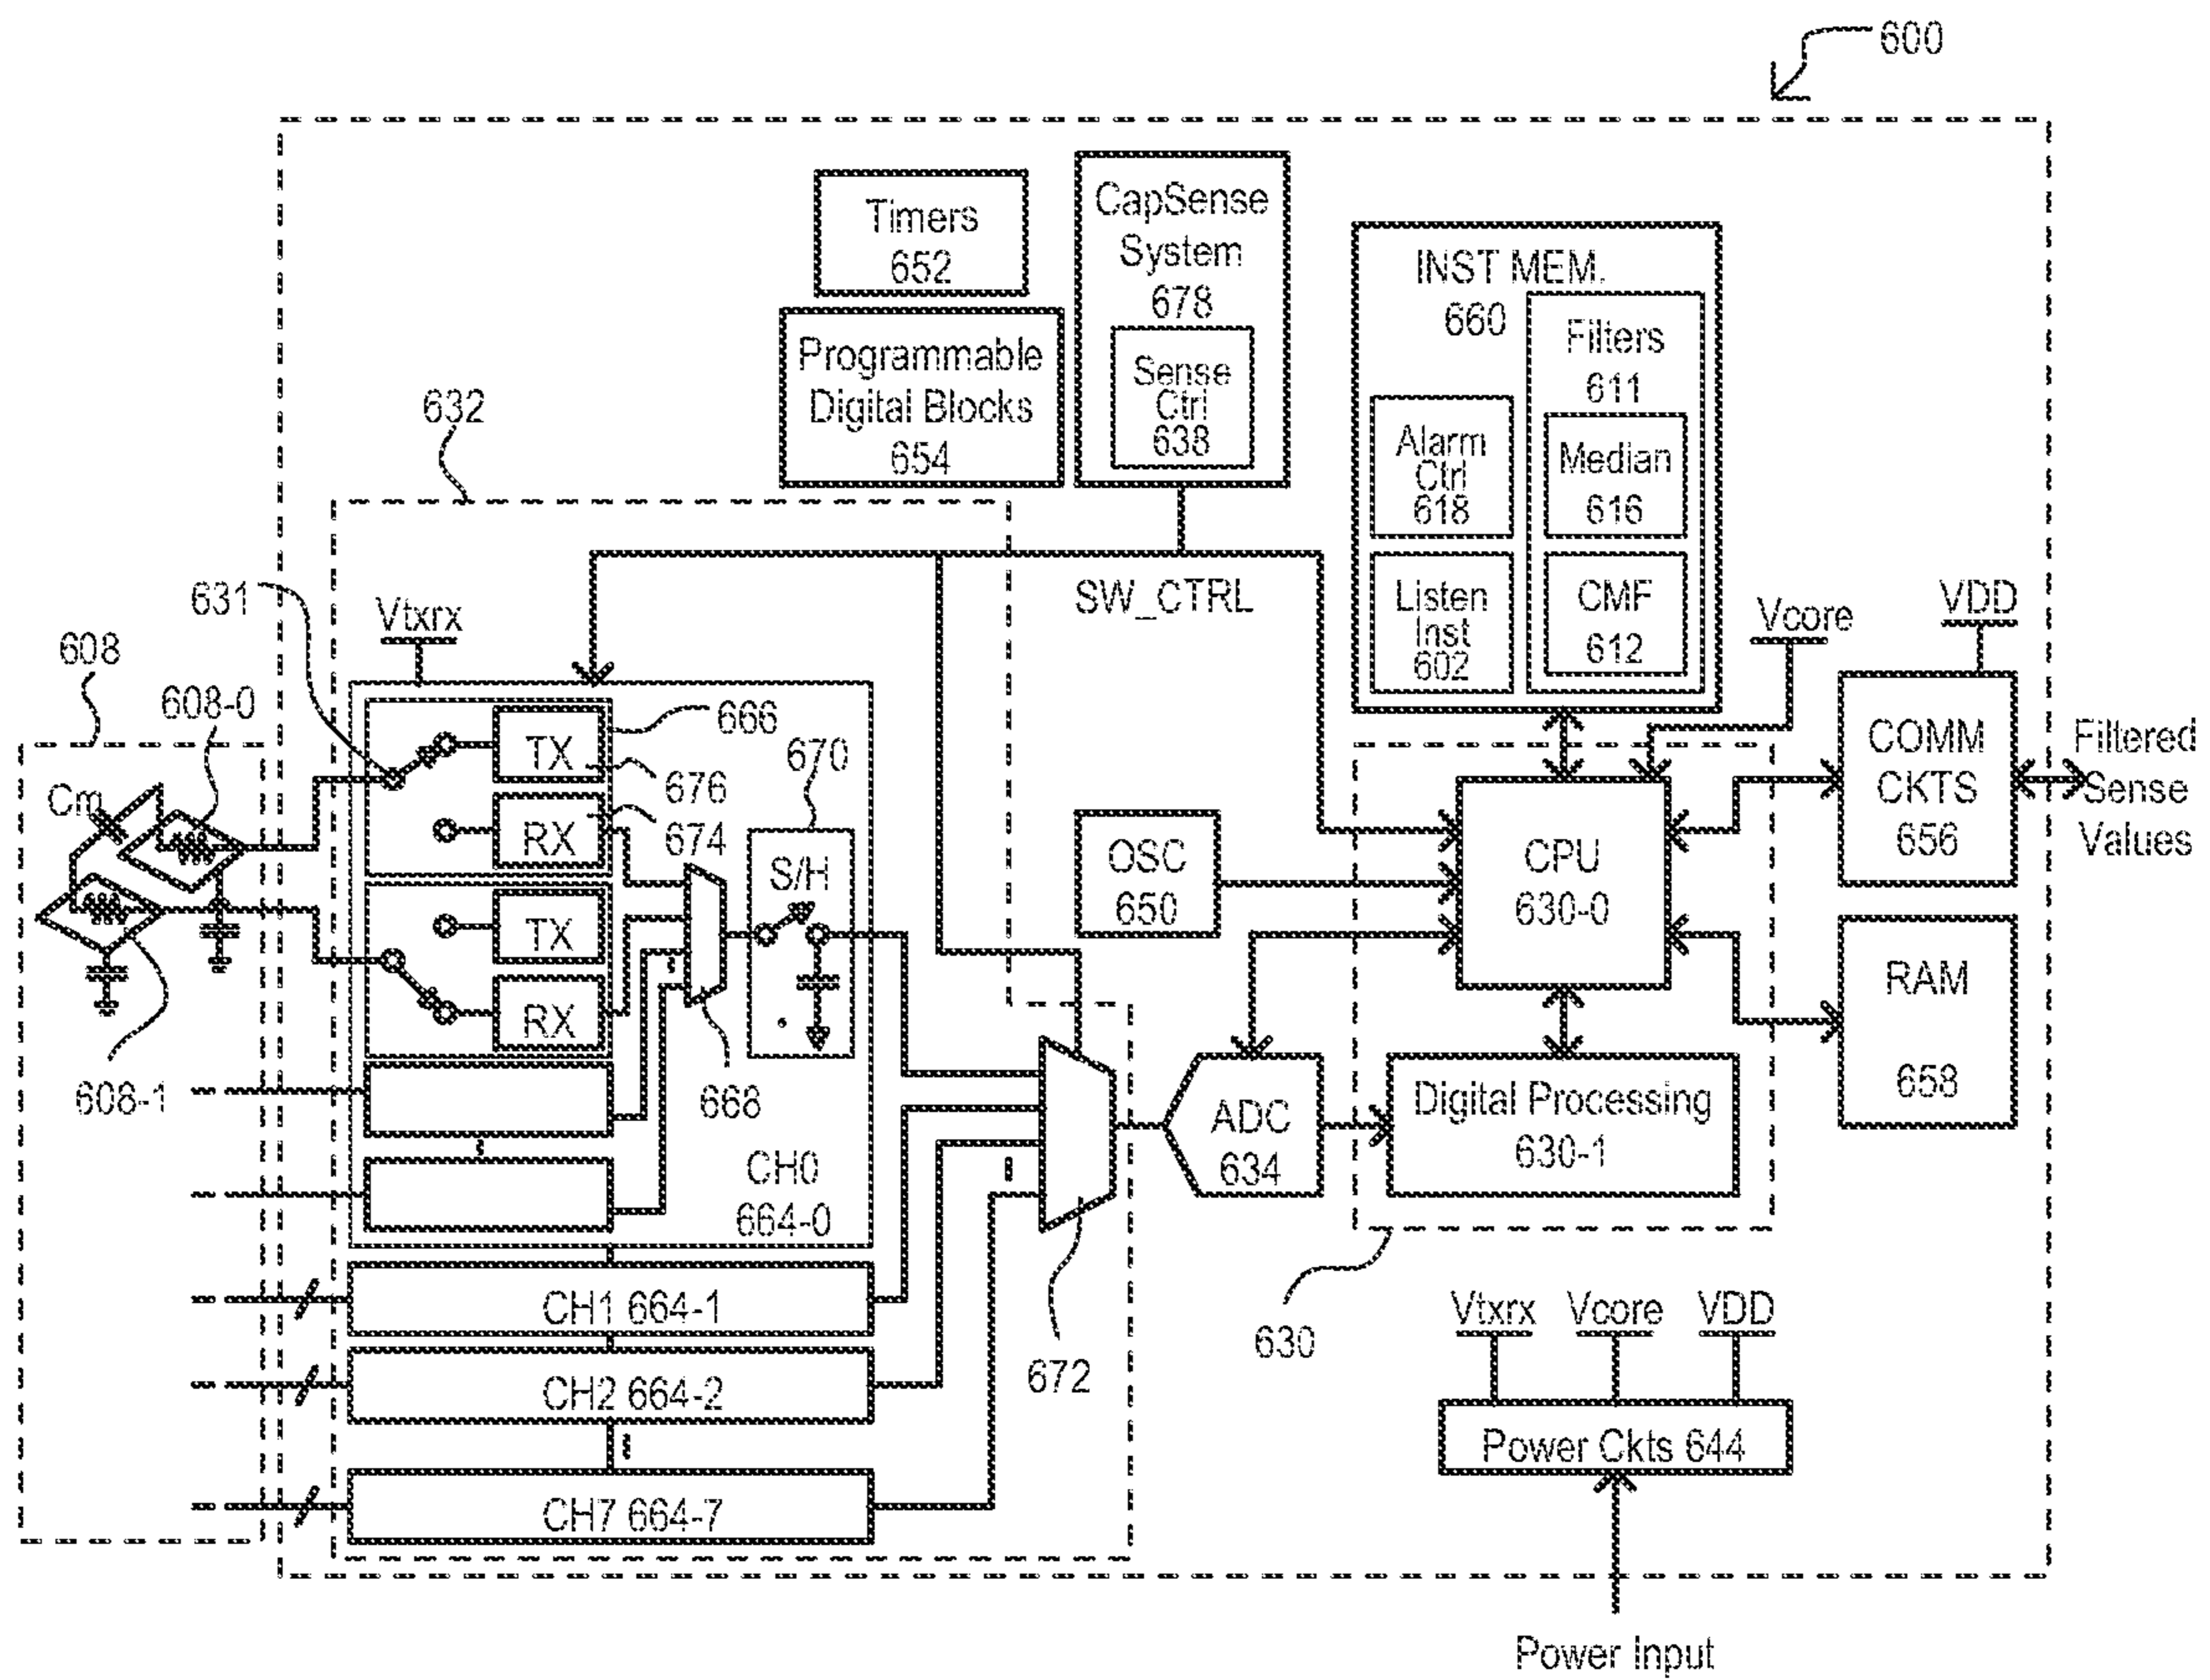 600
Timers
652
CapSense
System
678
Sense
Ctrl
638
Programmable
Digital Blocks
654
INST MEM.
660
Filters
611
Median
616
CMF
612
Alarm
Ctrl
618
Listen
Inst
602
632
631
Vtxrx
SW_CTRL
Vcore
VDD
608
608-0
Cm
608-1
TX
666
676
RX
674
TX
RX
670
S/H
668
CH0
664-0
CH1 664-1
CH2 664-2
CH7 664-7
672
OSC
650
CPU
630-0
COMM
CKTS
656
Filtered
Sense
Values
RAM
658
ADC
634
Digital Processing
630-1
630
Vtxrx
Vcore
VDD
Power Ckts 644
Power Input